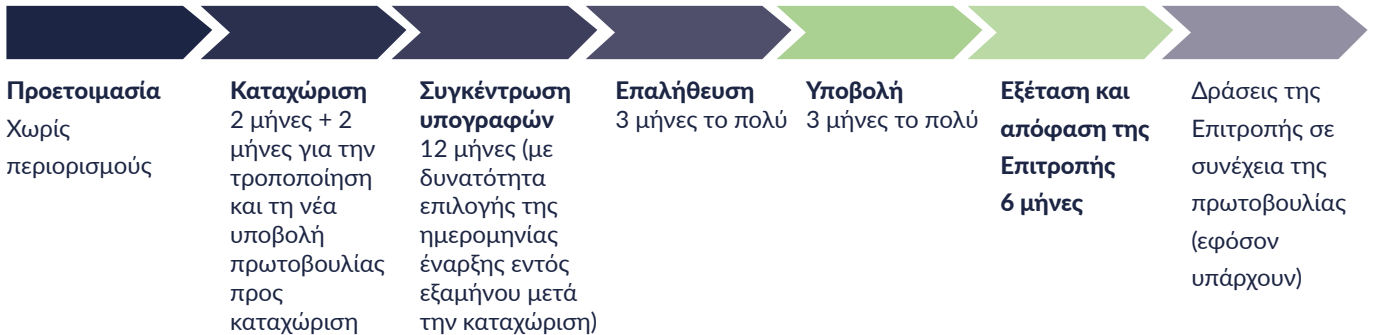 Προετοιμασία
Χωρίς
περιορισμούς
Καταχώριση
2 μήνες + 2
μήνες για την
τροποποίηση
και τη νέα
υποβολή
πρωτοβουλίας
προς
καταχώριση
Συγκέντρωση
υπογραφών
12 μήνες (με
δυνατότητα
επιλογής της
ημερομηνίας
έναρξης εντός
εξαμήνου μετά
την καταχώριση)
Επαλήθευση
3 μήνες το πολύ
Υποβολή
3 μήνες το πολύ
Εξέταση και
απόφαση της
Επιτροπής
6 μήνες
Δράσεις της
Επιτροπής σε
συνέχεια της
πρωτοβουλίας
(εφόσον
υπάρχουν)